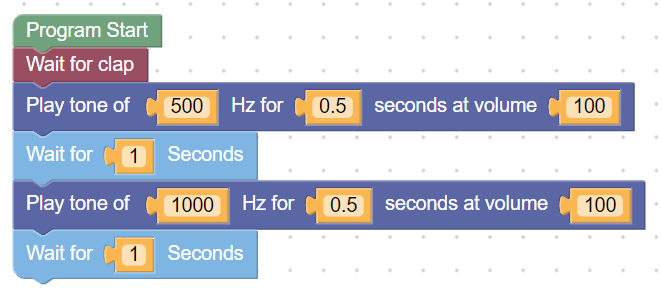 Program Start
Wait for clap
Play tone of 500 Hz for 0.5 seconds at volume 100
Wait for 1 Seconds
Play tone of 1000 Hz for 0.5 seconds at volume 100
Wait for 1 Seconds